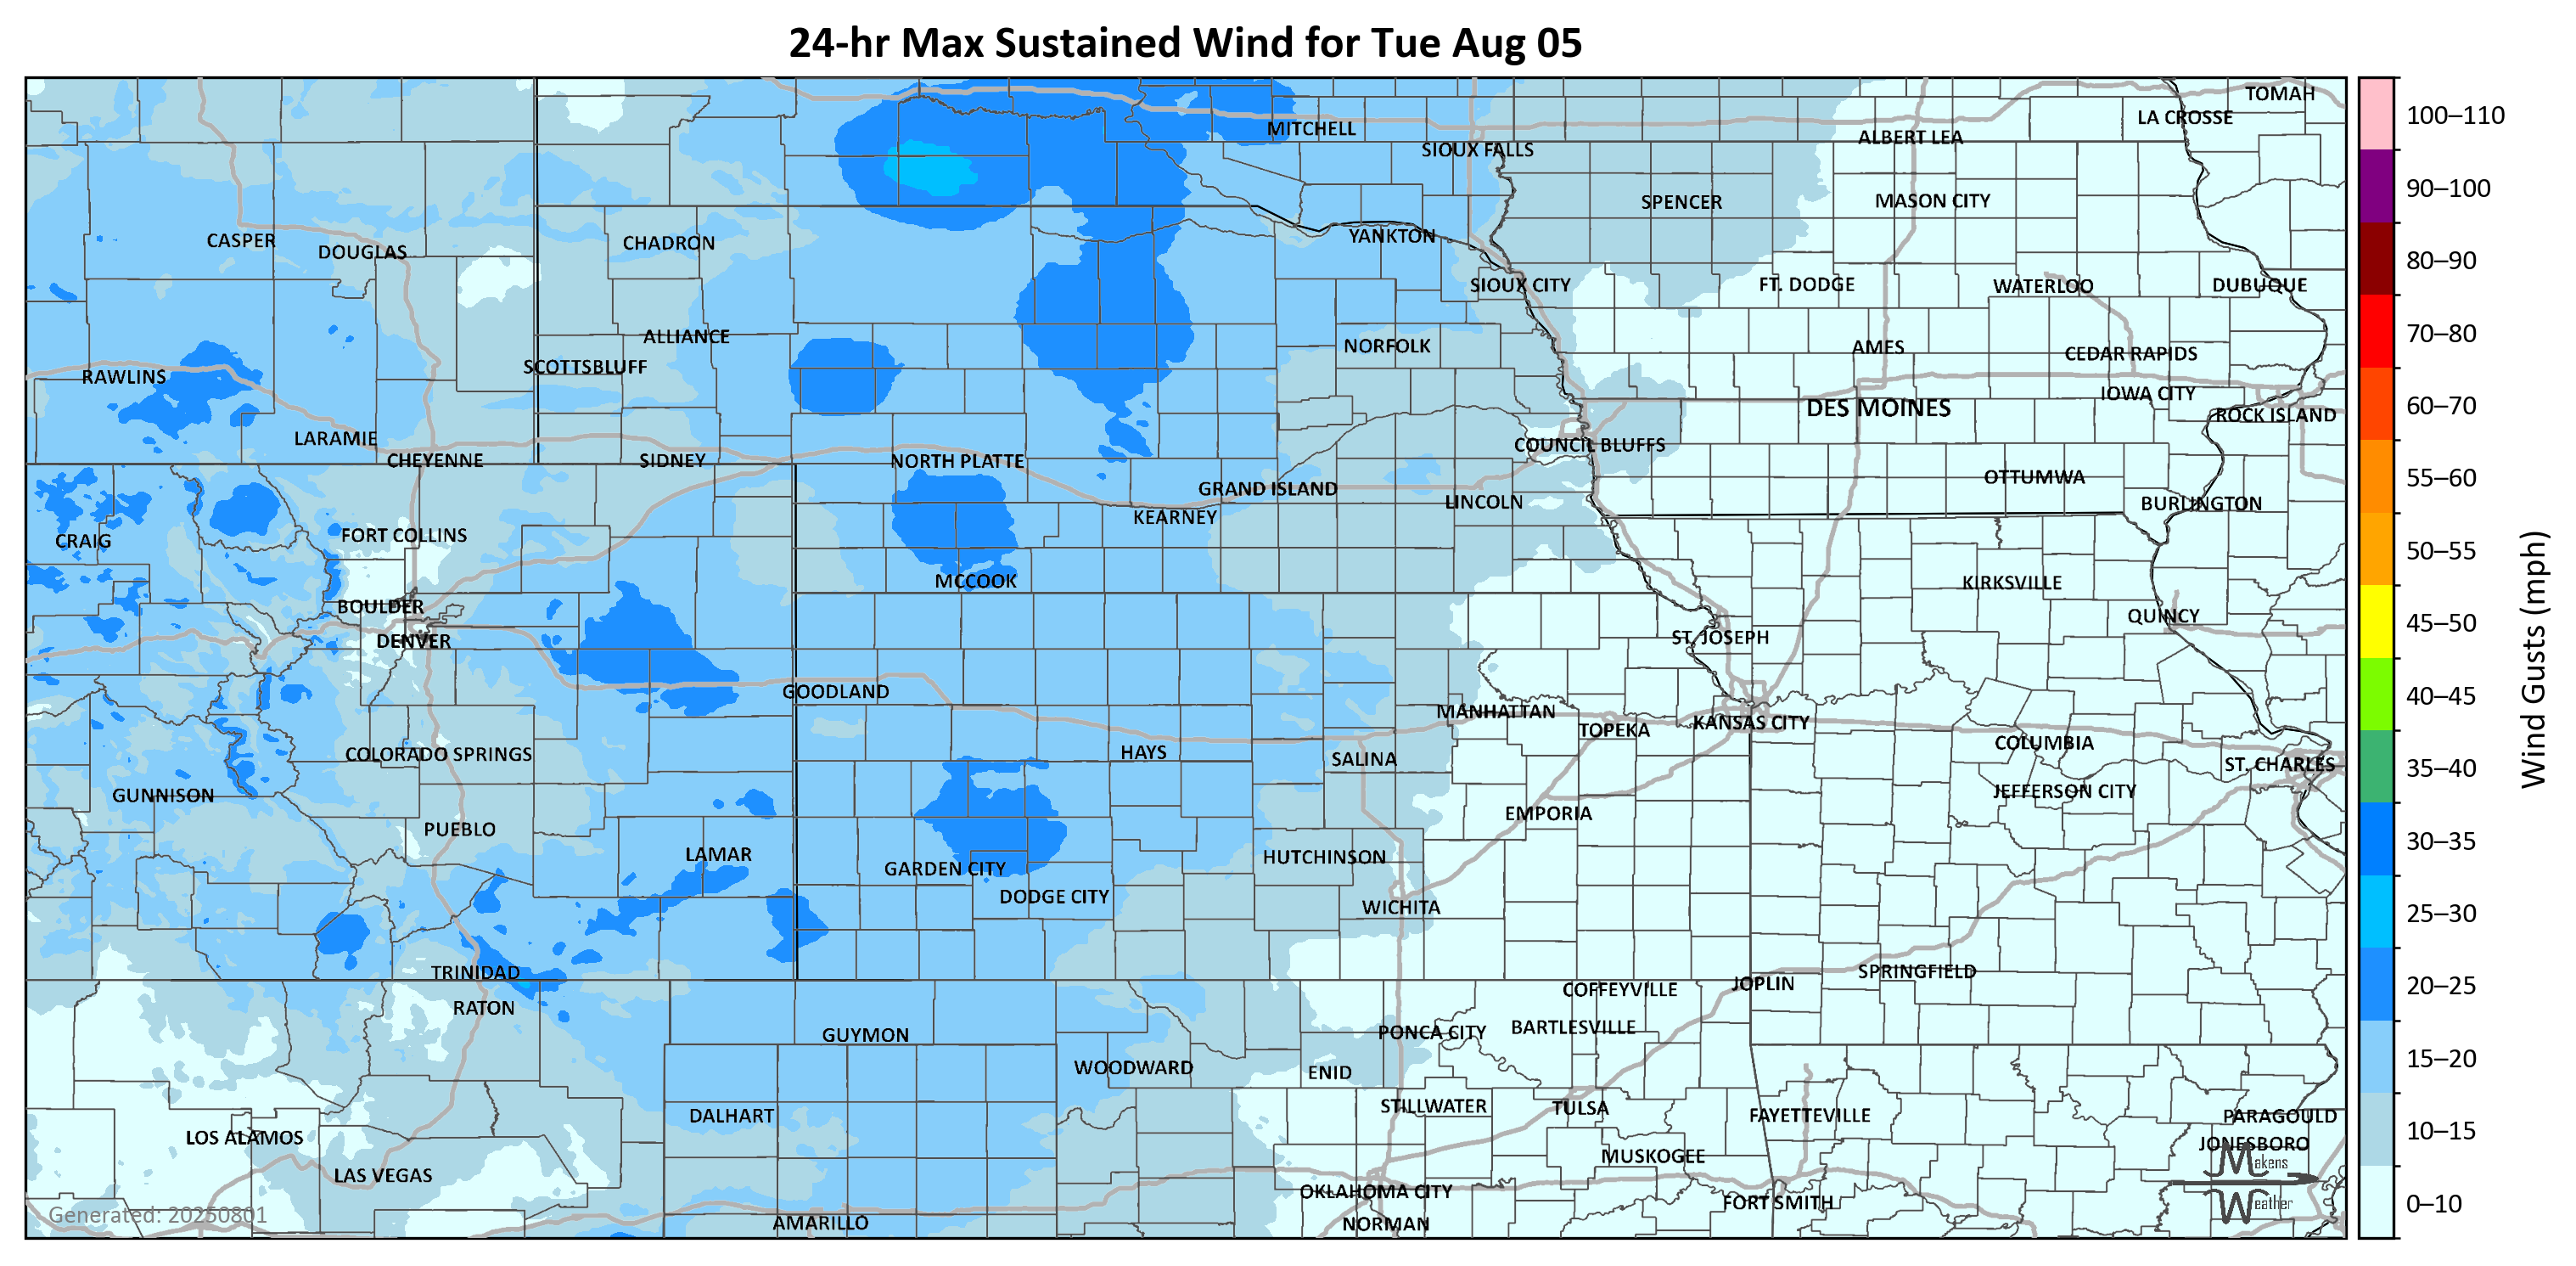 24-hr Max Sustained Wind for Tue Aug 05
TOMAH
LA CROSSE
MITCHELL
ALBERT LEA
SIOUX FALLS
SPENCER
MASON CITY
CASPER
DOUGLAS
CHADRON
YANKTON
SIOUX CITY
FT. DODGE
WATERLOO
DUBUQUE
ALLIANCE
NORFOLK
AMES
CEDAR RAPIDS
SCOTTSBLUFF
RAWLINS
IOWA CITY
DES MOINES
ROCK ISLAND
LARAMIE
COUNCIL BLUFFS
CHEYENNE
SIDNEY
NORTH PLATTE
OTTUMWA
GRAND ISLAND
LINCOLN
BURLINGTON
KEARNEY
CRAIG
FORT COLLINS
MCCOOK
KIRKSVILLE
BOULDER
QUINCY
DENVER
ST. JOSEPH
GOODLAND
MANHATTAN
TOPEKA
KANSAS CITY
COLUMBIA
COLORADO SPRINGS
HAYS
SALINA
ST. CHARLES
GUNNISON
JEFFERSON CITY
EMPORIA
PUEBLO
LAMAR
HUTCHINSON
GARDEN CITY
DODGE CITY
WICHITA
TRINIDAD
SPRINGFIELD
JOPLIN
COFFEYVILLE
RATON
GUYMON
PONCA CITY
BARTLESVILLE
WOODWARD
ENID
STILLWATER
TULSA
DALHART
FAYETTEVILLE
PARAGOULD
LOS ALAMOS
JONESBORO
MUSKOGEE
LAS VEGAS
OKLAHOMA CITY
FORT SMITH
AMARILLO
NORMAN
Generated: 20250801
Makens
Weather
100–110
90–100
80–90
70–80
60–70
55–60
50–55
45–50
40–45
35–40
30–35
25–30
20–25
15–20
10–15
0–10
Wind Gusts (mph)